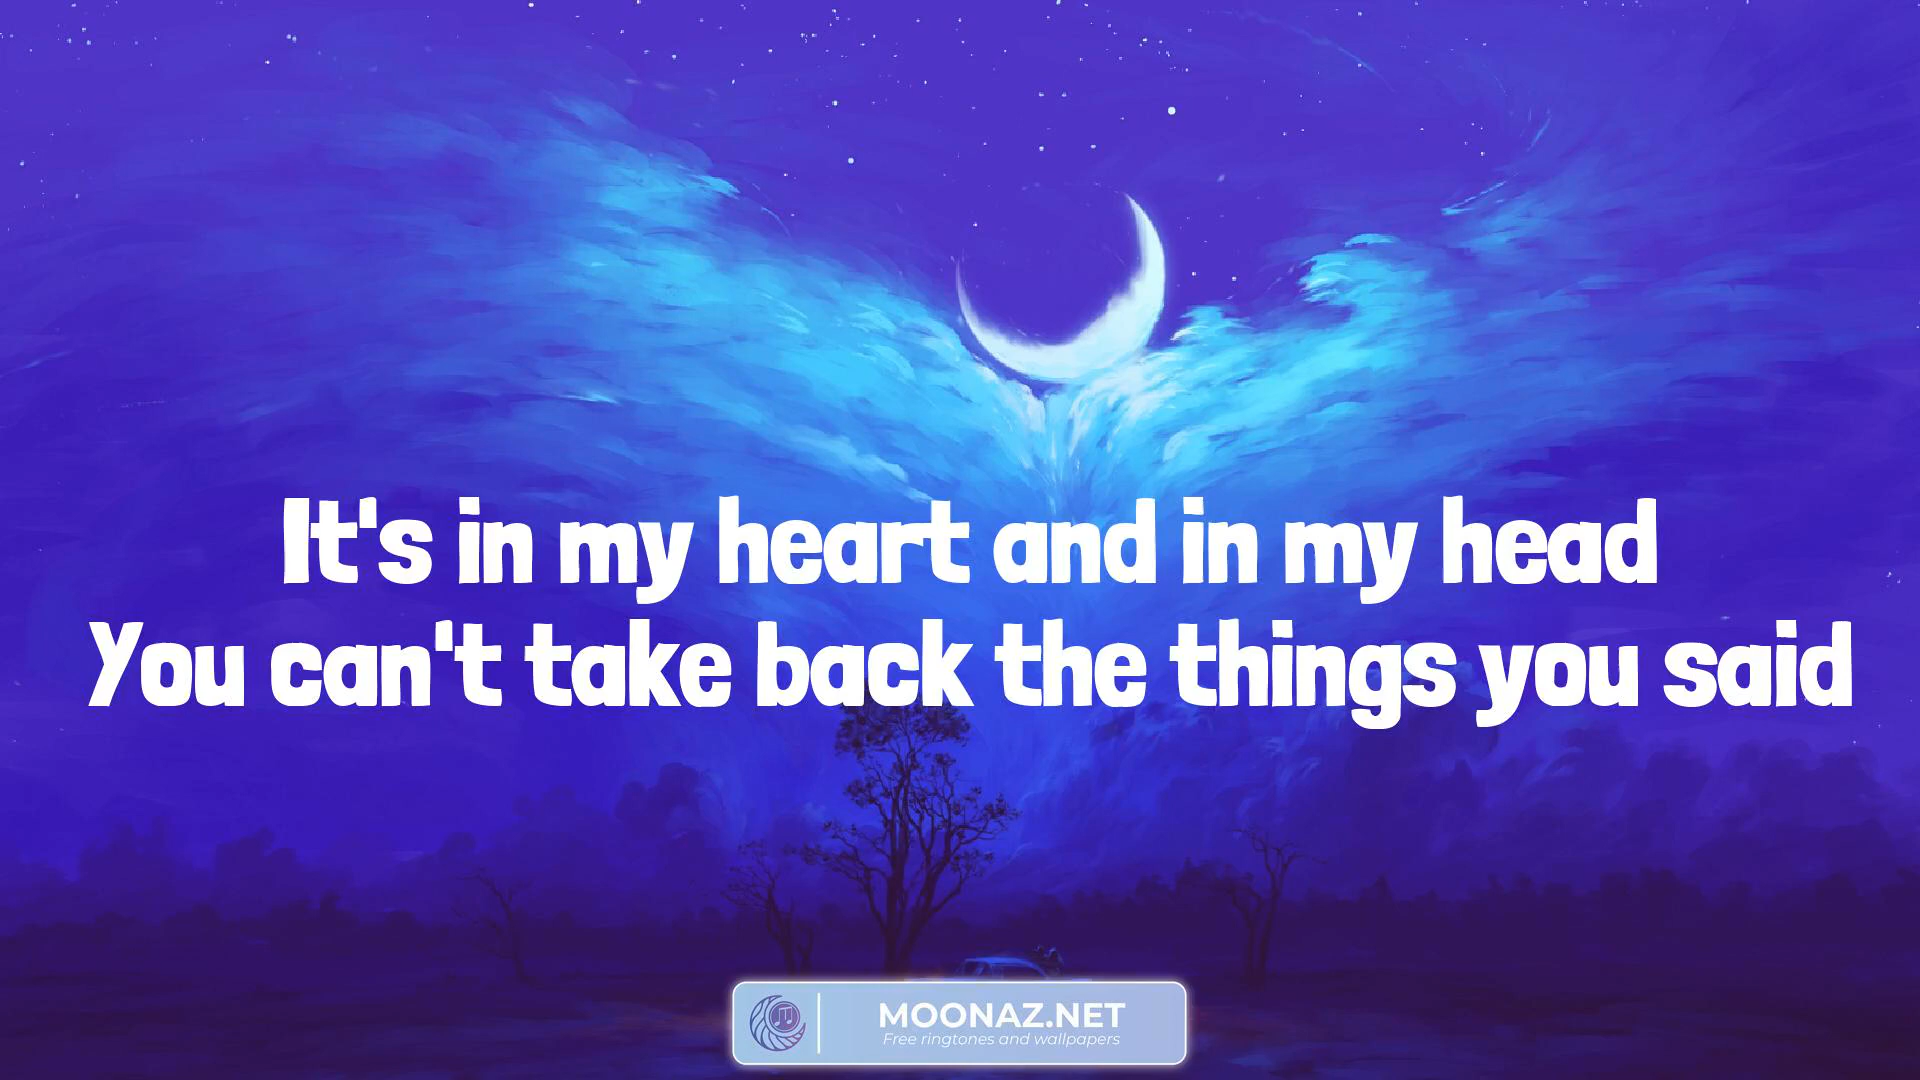 It's in my heart and in my head
You can't take back the things you said
MOONAZ.NET
Free ringtones and wallpapers